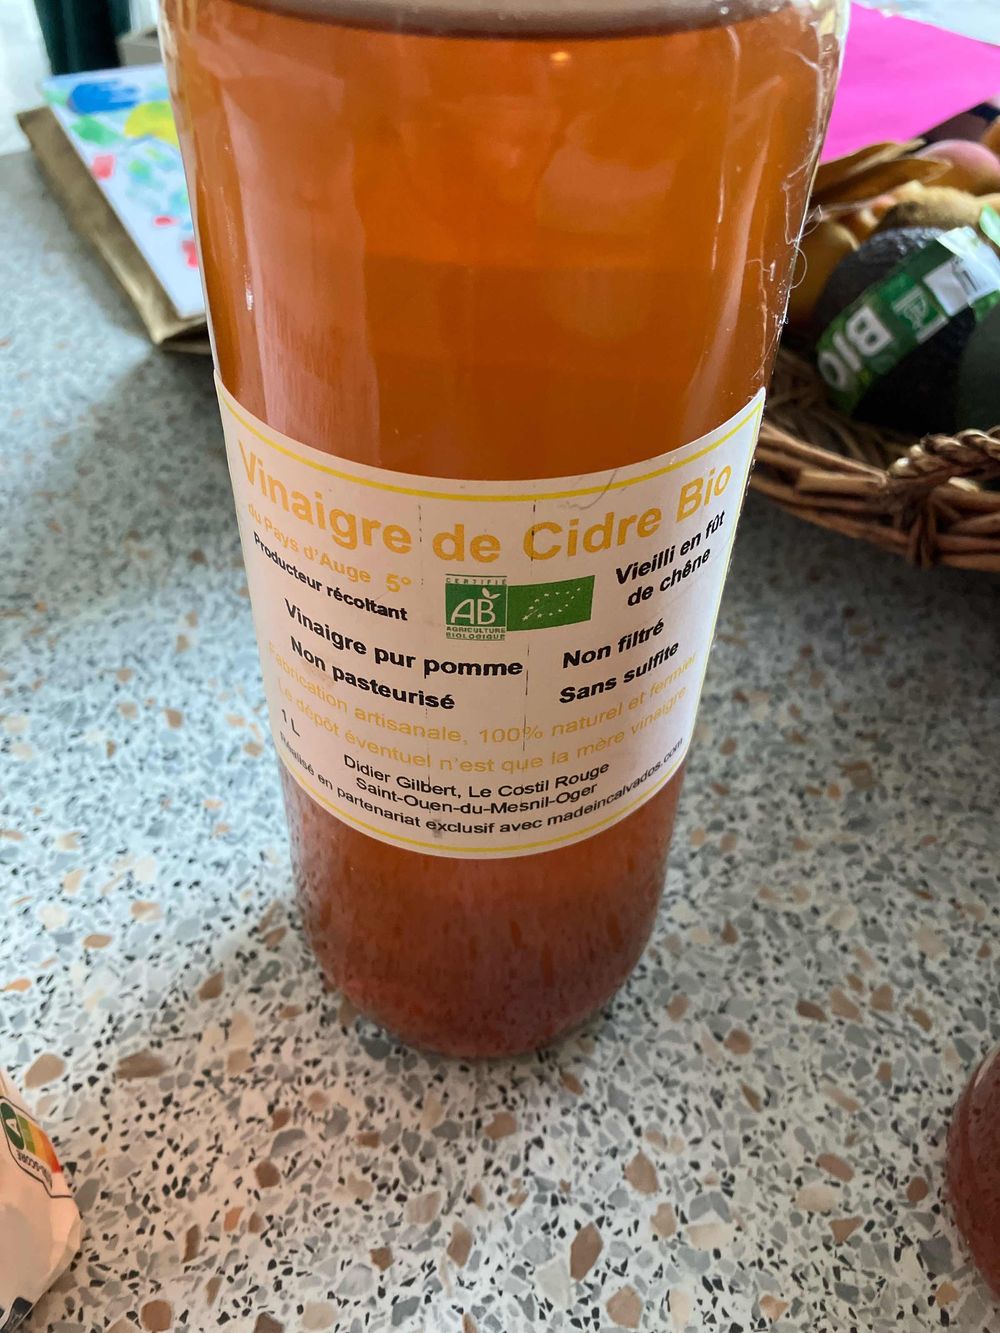 Vinaigre de Cidre Bio
du Pays d'Auge 5°
Producteur récoltant
CERTIFIÉ
AB
AGRICULTURE
BIOLOGIQUE
Vieilli en fût
de chêne
Vinaigre pur pomme
Non pasteurisé
Non filtré
Sans sulfite
Fabrication artisanale, 100% naturel et fermier
Le dépôt éventuel n'est que la mère vinaigre
1 L
Didier Gilbert, Le Costil Rouge
Saint-Ouen-du-Mesnil-Oger
Réalisé en partenariat exclusif avec madeincalvados.com
BIO